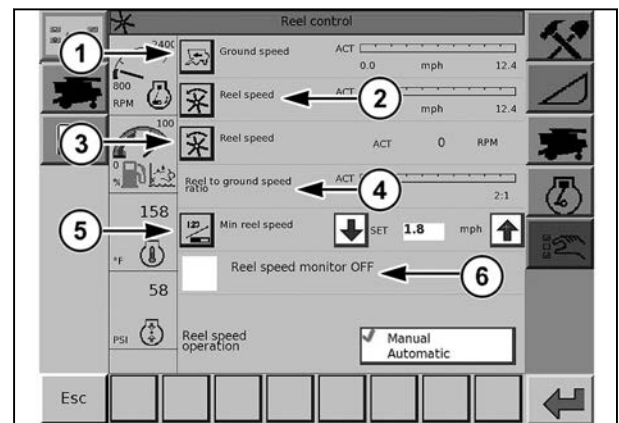 Reel control
2400
800
RPM
100
0
%
158
°F
58
PSI
1
Ground speed ACT
0.0 mph 12.4
Reel speed ACT
2
mph 12.4
3
Reel speed ACT 0 RPM
Reel to ground speed ratio ACT
4
2:1
5
123
Min reel speed SET 1.8 mph
Reel speed monitor OFF
6
Reel speed operation
Manual
Automatic
Esc